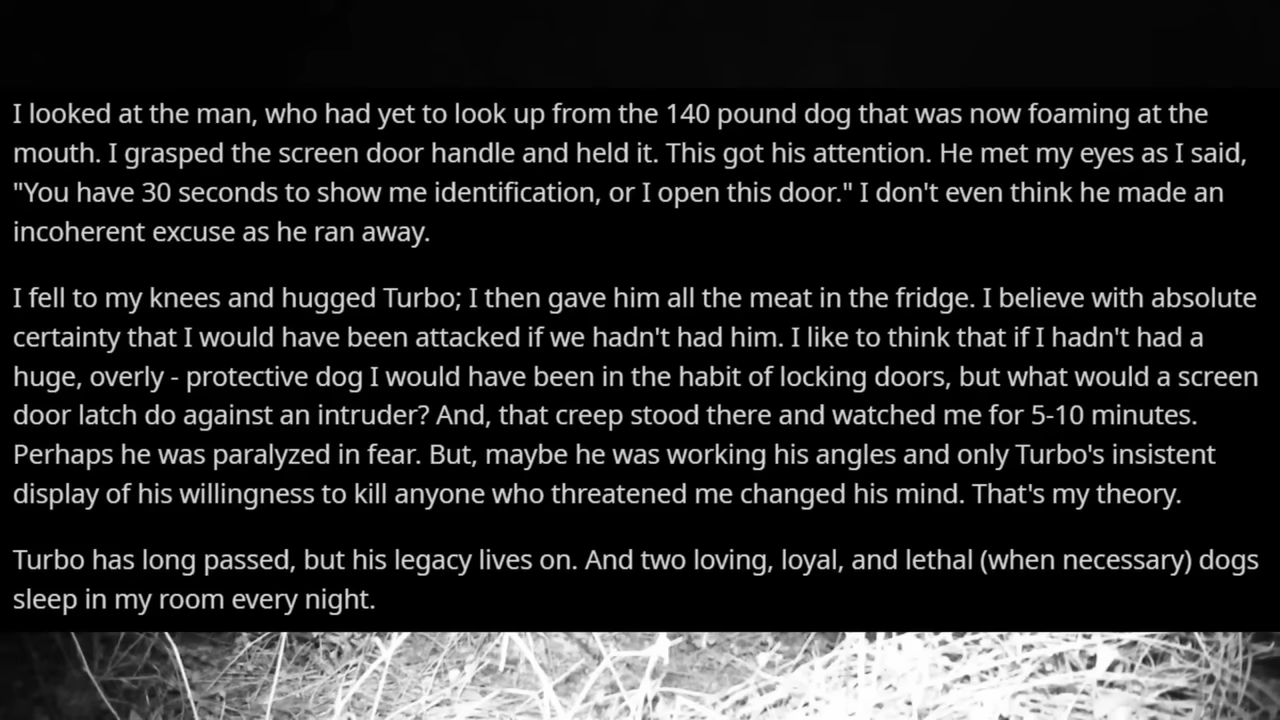 I looked at the man, who had yet to look up from the 140 pound dog that was now foaming at the
mouth. I grasped the screen door handle and held it. This got his attention. He met my eyes as I said,
"You have 30 seconds to show me identification, or I open this door." I don't even think he made an
incoherent excuse as he ran away.
I fell to my knees and hugged Turbo; I then gave him all the meat in the fridge. I believe with absolute
certainty that I would have been attacked if we hadn't had him. I like to think that if I hadn't had a
huge, overly - protective dog I would have been in the habit of locking doors, but what would a screen
door latch do against an intruder? And, that creep stood there and watched me for 5-10 minutes.
Perhaps he was paralyzed in fear. But, maybe he was working his angles and only Turbo's insistent
display of his willingness to kill anyone who threatened me changed his mind. That's my theory.
Turbo has long passed, but his legacy lives on. And two loving, loyal, and lethal (when necessary) dogs
sleep in my room every night.